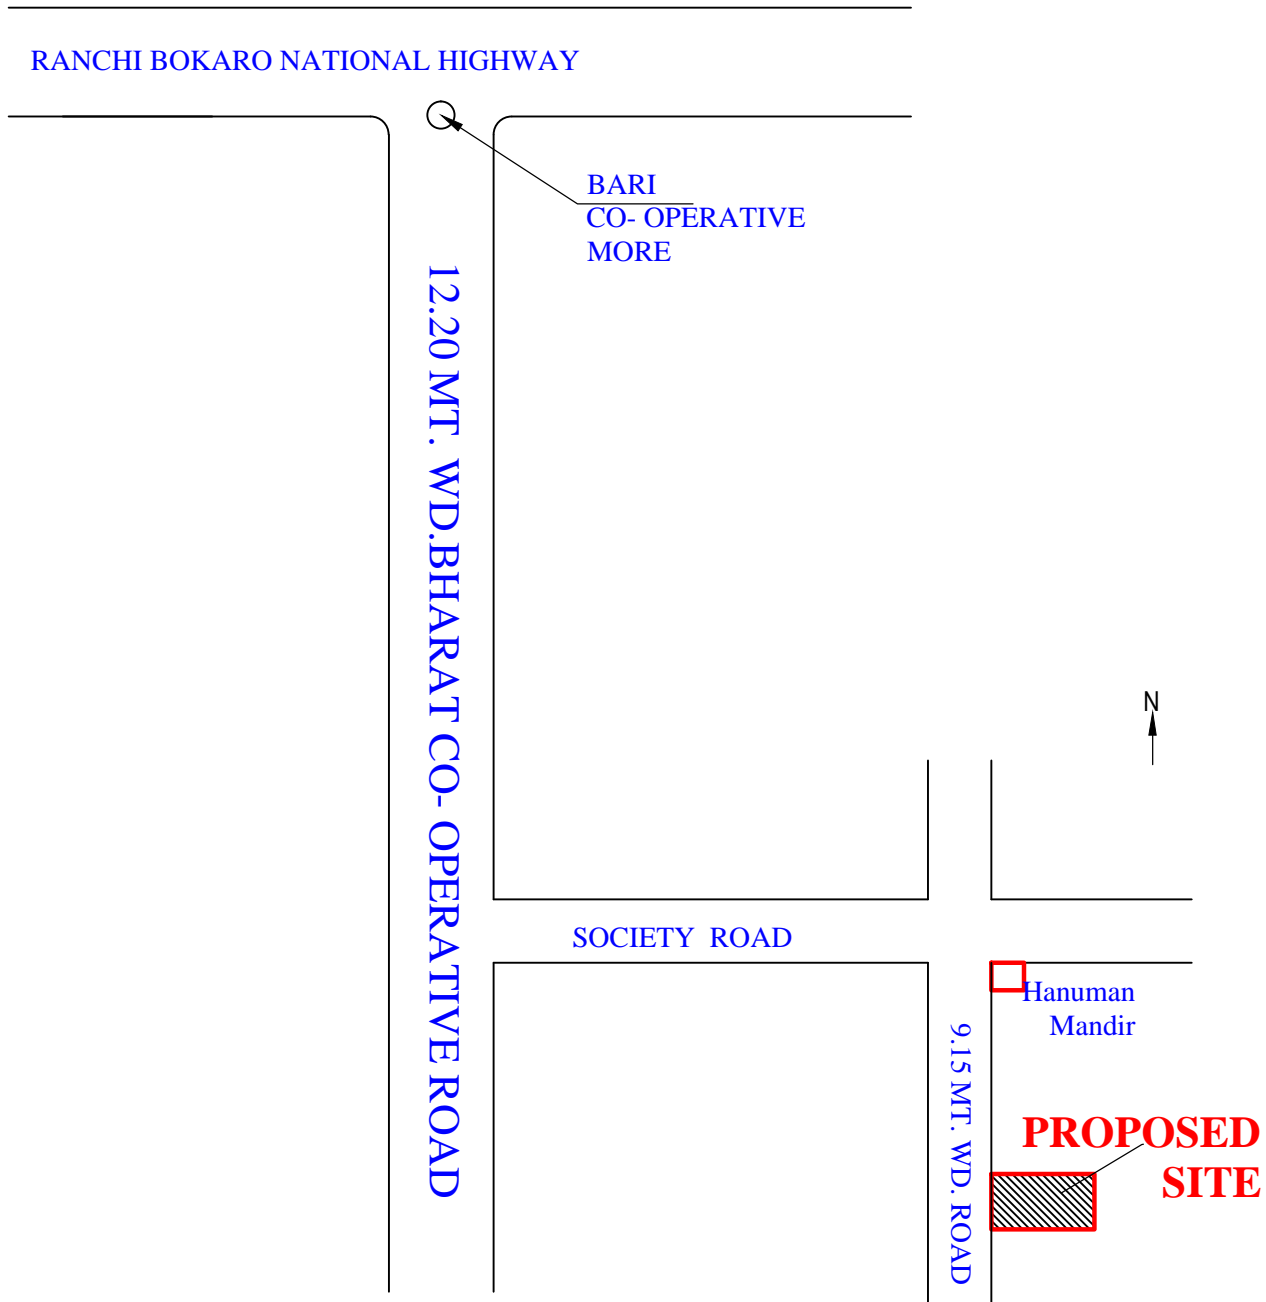 RANCHI BOKARO NATIONAL HIGHWAY
BARI
CO- OPERATIVE
MORE
12.20 MT. WD.BHARAT CO- OPERATIVE ROAD
N
SOCIETY ROAD
Hanuman
Mandir
9.15 MT. WD. ROAD
PROPOSED
SITE